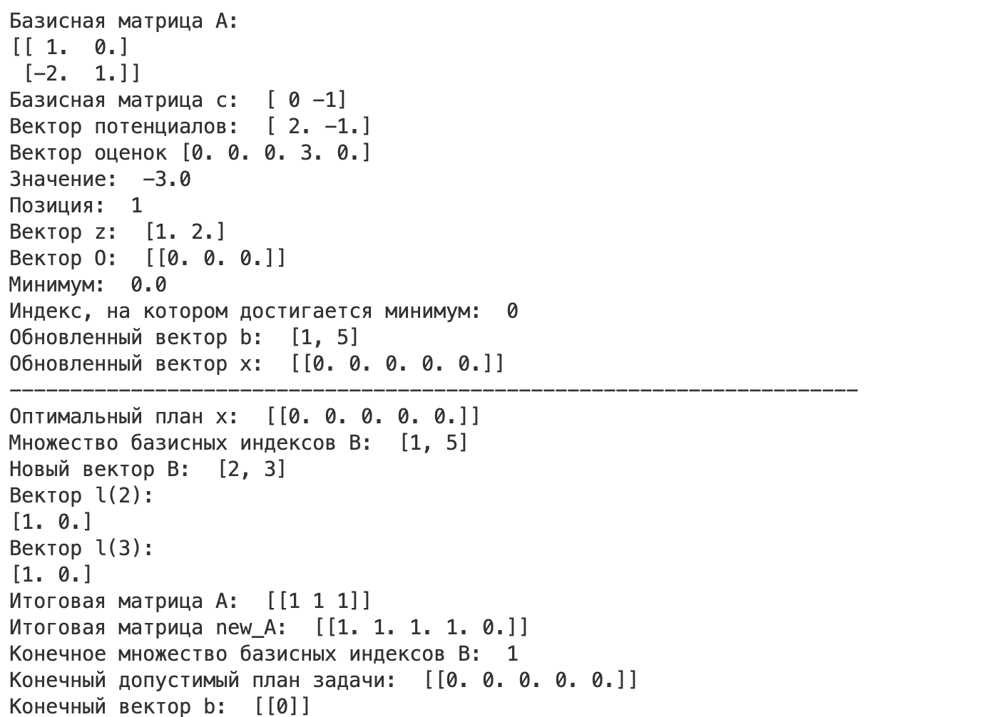 Базисная матрица A:
[[ 1.  0.]
 [-2.  1.]]
Базисная матрица c:  [ 0 -1]
Вектор потенциалов:  [ 2. -1.]
Вектор оценок [0. 0. 0. 3. 0.]
Значение:  -3.0
Позиция:  1
Вектор z:  [1. 2.]
Вектор O:  [[0. 0. 0.]]
Минимум:  0.0
Индекс, на котором достигается минимум:  0
Обновленный вектор b:  [1, 5]
Обновленный вектор x:  [[0. 0. 0. 0. 0.]]
----------------------------------------------------------------------
Оптимальный план x:  [[0. 0. 0. 0. 0.]]
Множество базисных индексов B:  [1, 5]
Новый вектор B:  [2, 3]
Вектор l(2):
[1. 0.]
Вектор l(3):
[1. 0.]
Итоговая матрица A:  [[1 1 1]]
Итоговая матрица new_A:  [[1. 1. 1. 1. 0.]]
Конечное множество базисных индексов B:  1
Конечный допустимый план задачи:  [[0. 0. 0. 0. 0.]]
Конечный вектор b:  [[0]]